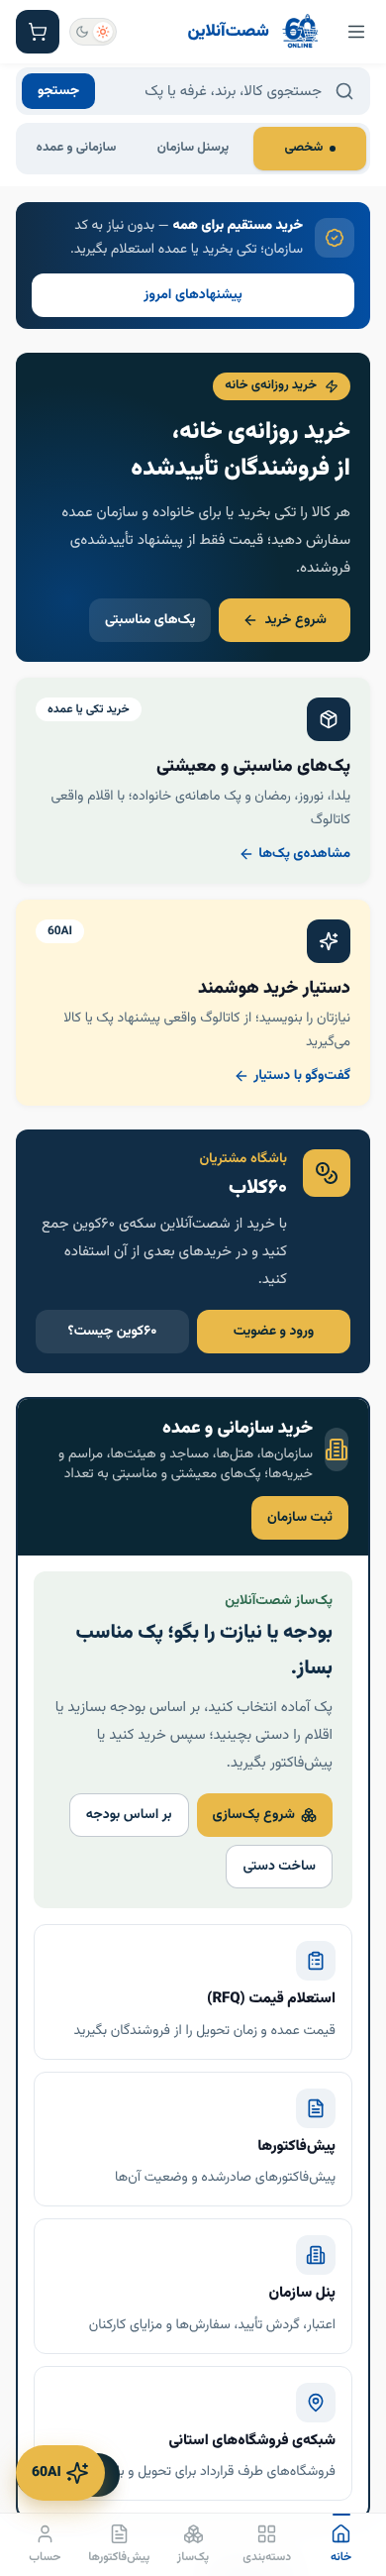 شصت‌آنلاین
60
ONLINE
جستجوی کالا، برند، غرفه یا پک
جستجو
شخصی
پرسنل سازمان
سازمانی و عمده
خرید مستقیم برای همه — بدون نیاز به کد
سازمان؛ تکی بخرید یا عمده استعلام بگیرید.
پیشنهادهای امروز
خرید روزانه‌ی خانه
خرید روزانه‌ی خانه،
از فروشندگان تأییدشده
هر کالا را تکی بخرید یا برای خانواده و سازمان عمده
سفارش دهید؛ قیمت فقط از پیشنهاد تأییدشده‌ی
فروشنده.
شروع خرید
پک‌های مناسبتی
خرید تکی یا عمده
پک‌های مناسبتی و معیشتی
یلدا، نوروز، رمضان و پک ماهانه‌ی خانواده؛ با اقلام واقعی
کاتالوگ
مشاهده‌ی پک‌ها
60AI
دستیار خرید هوشمند
نیازتان را بنویسید؛ از کاتالوگ واقعی پیشنهاد پک یا کالا
می‌گیرید
گفت‌وگو با دستیار
باشگاه مشتریان
۶۰کلاب
با خرید از شصت‌آنلاین سکه‌ی ۶۰کوین جمع
کنید و در خریدهای بعدی از آن استفاده
کنید.
ورود و عضویت
۶۰کوین چیست؟
خرید سازمانی و عمده
سازمان‌ها، هتل‌ها، مساجد و هیئت‌ها، مراسم و
خیریه‌ها؛ پک‌های معیشتی و مناسبتی به تعداد
ثبت سازمان
پک‌ساز شصت‌آنلاین
بودجه یا نیازت را بگو؛ پک مناسب
بساز.
پک آماده انتخاب کنید، بر اساس بودجه بسازید یا
اقلام را دستی بچینید؛ سپس خرید کنید یا
پیش‌فاکتور بگیرید.
شروع پک‌سازی
بر اساس بودجه
ساخت دستی
استعلام قیمت (RFQ)
قیمت عمده و زمان تحویل را از فروشندگان بگیرید
پیش‌فاکتورها
پیش‌فاکتورهای صادرشده و وضعیت آن‌ها
پنل سازمان
اعتبار، گردش تأیید، سفارش‌ها و مزایای کارکنان
شبکه‌ی فروشگاه‌های استانی
فروشگاه‌های طرف قرارداد برای تحویل و
60AI
خانه
دسته‌بندی
پک‌ساز
پیش‌فاکتورها
حساب